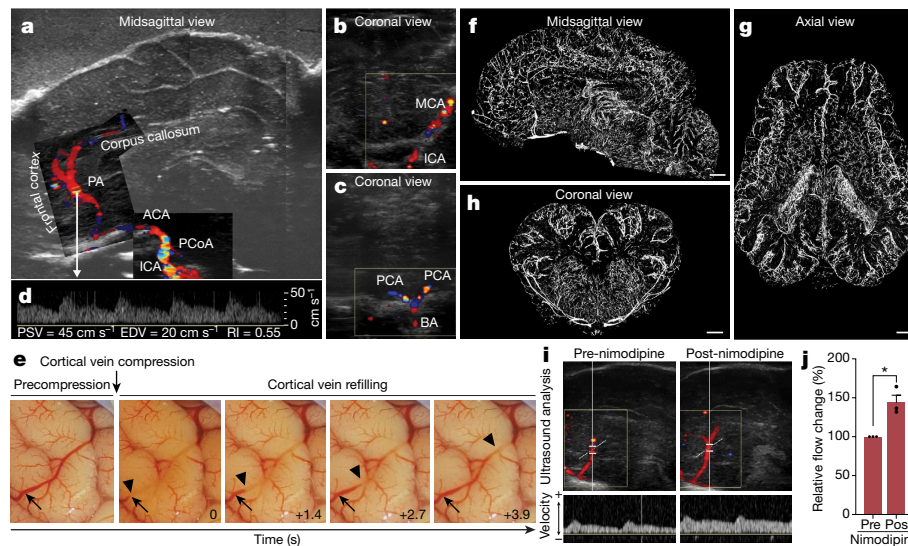 a Midsagittal view
Frontal cortex
Corpus callosum
PA
ACA
PCoA
ICA
b Coronal view
MCA
ICA
c Coronal view
PCA
PCA
BA
d
50
0
cm s⁻¹
PSV = 45 cm s⁻¹ EDV = 20 cm s⁻¹ RI = 0.55
f Midsagittal view
g Axial view
h Coronal view
e Cortical vein compression
Precompression
Cortical vein refilling
0
+1.4
+2.7
+3.9
Time (s)
i
Pre-nimodipine
Post-nimodipine
Ultrasound analysis
Velocity
+
–
j
Relative flow change (%)
200
150
100
50
0
*
Pre Post
Nimodipine